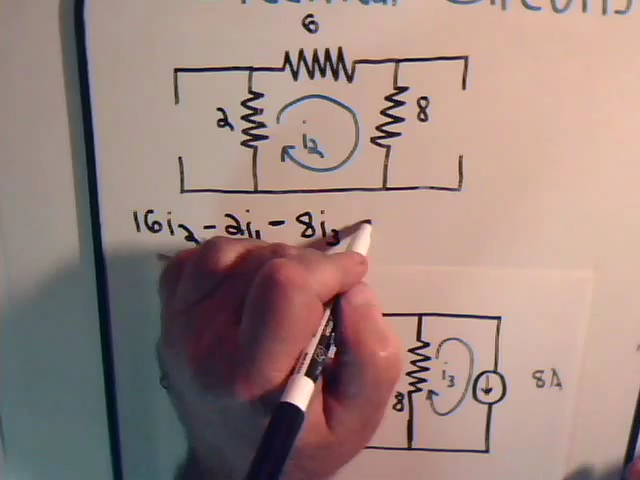 6
2
i₂
8
16i₂ - 2i₁ - 8i₃
i₃
8
8A